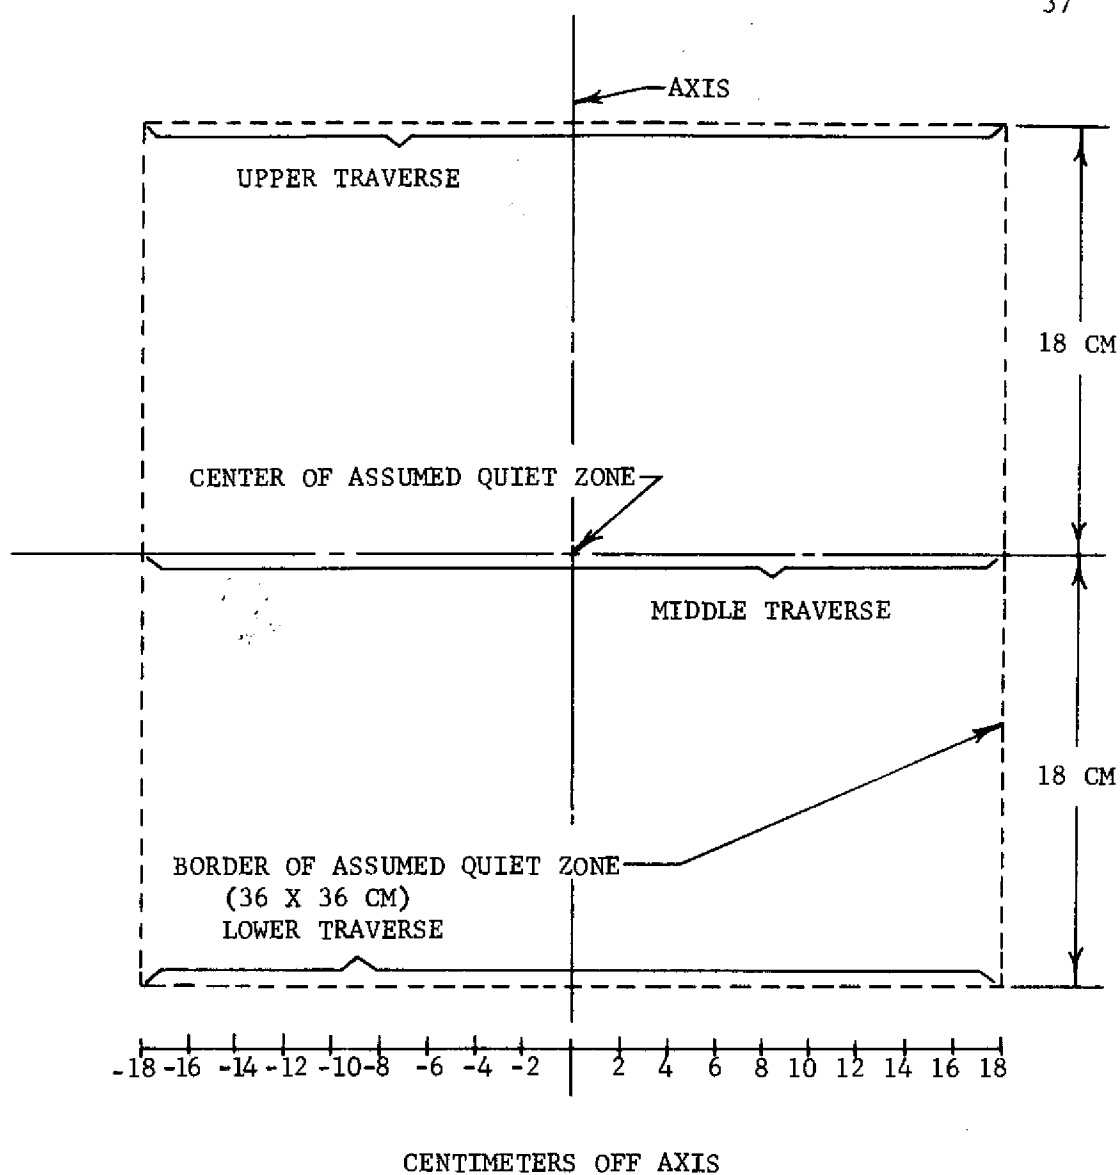 37
AXIS
UPPER TRAVERSE
18 CM
CENTER OF ASSUMED QUIET ZONE
MIDDLE TRAVERSE
18 CM
BORDER OF ASSUMED QUIET ZONE
(36 X 36 CM)
LOWER TRAVERSE
-18 -16 -14 -12 -10 -8 -6 -4 -2 2 4 6 8 10 12 14 16 18
CENTIMETERS OFF AXIS